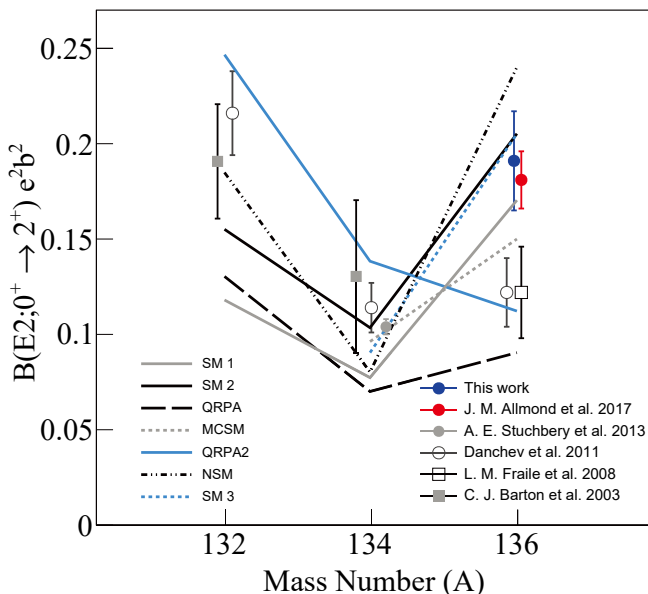 0.25
0.2
0.15
0.1
0.05
0
B(E2;0⁺ → 2⁺) e²b²
SM 1
SM 2
QRPA
MCSM
QRPA2
NSM
SM 3
This work
J. M. Allmond et al. 2017
A. E. Stuchbery et al. 2013
Danchev et al. 2011
L. M. Fraile et al. 2008
C. J. Barton et al. 2003
132
134
136
Mass Number (A)